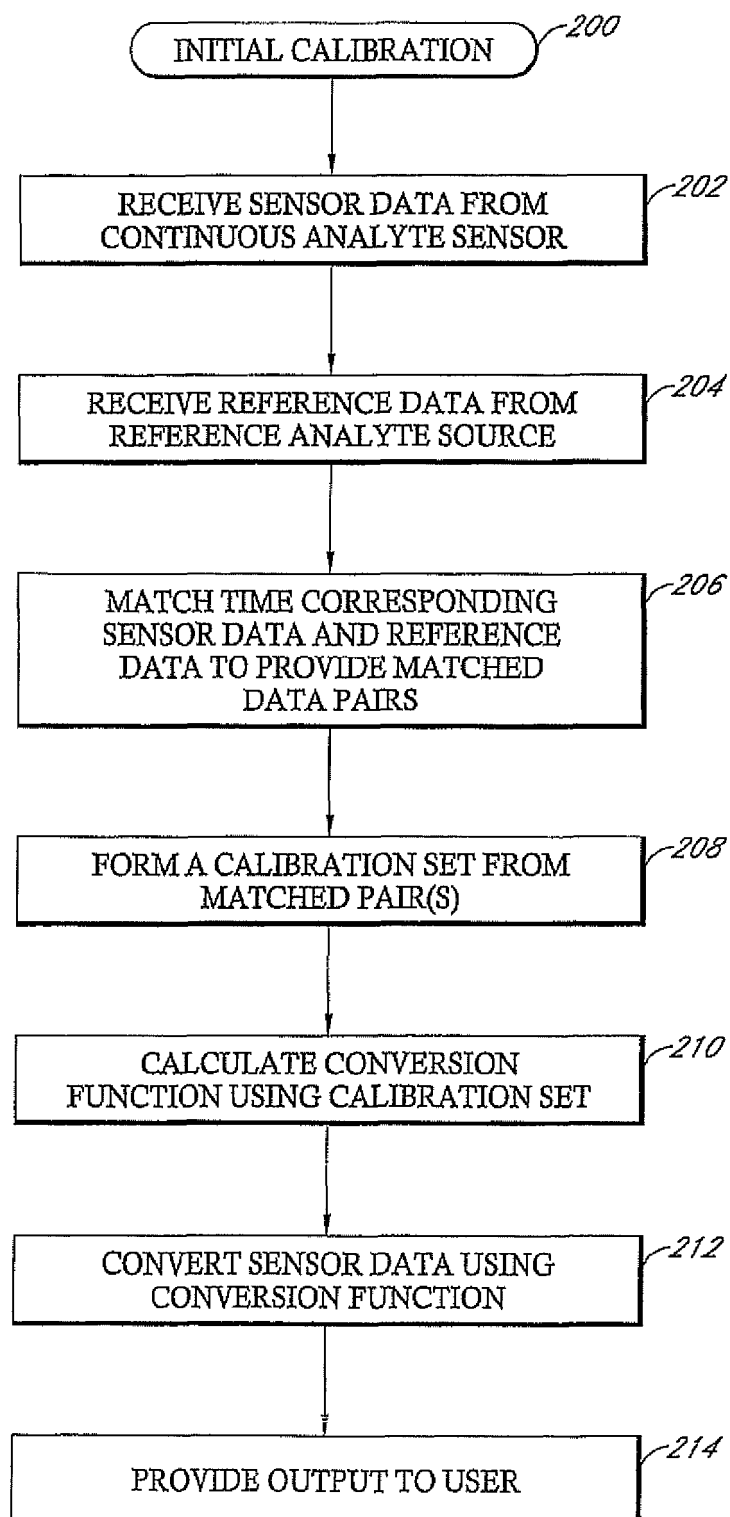 INITIAL CALIBRATION
200
RECEIVE SENSOR DATA FROM
CONTINUOUS ANALYTE SENSOR
202
RECEIVE REFERENCE DATA FROM
REFERENCE ANALYTE SOURCE
204
MATCH TIME CORRESPONDING
SENSOR DATA AND REFERENCE
DATA TO PROVIDE MATCHED
DATA PAIRS
206
FORM A CALIBRATION SET FROM
MATCHED PAIR(S)
208
CALCULATE CONVERSION
FUNCTION USING CALIBRATION SET
210
CONVERT SENSOR DATA USING
CONVERSION FUNCTION
212
PROVIDE OUTPUT TO USER
214